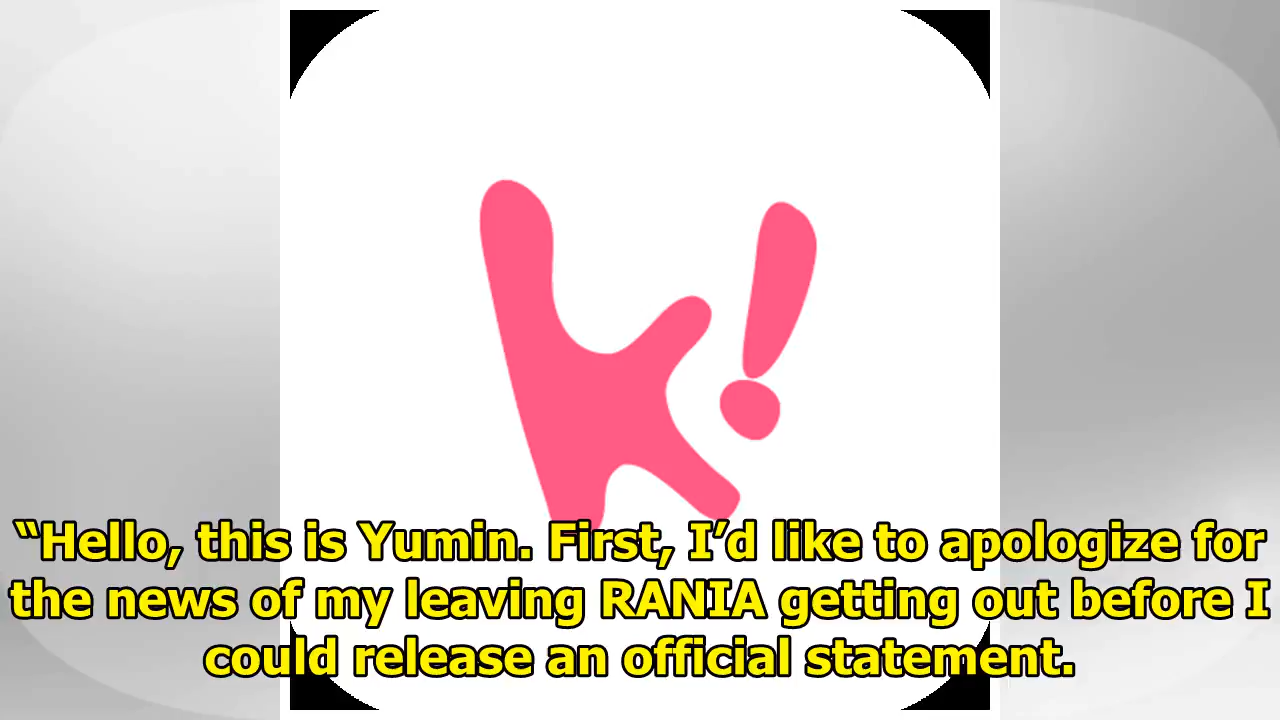 k!
“Hello, this is Yumin. First, I’d like to apologize for
the news of my leaving RANIA getting out before I
could release an official statement.